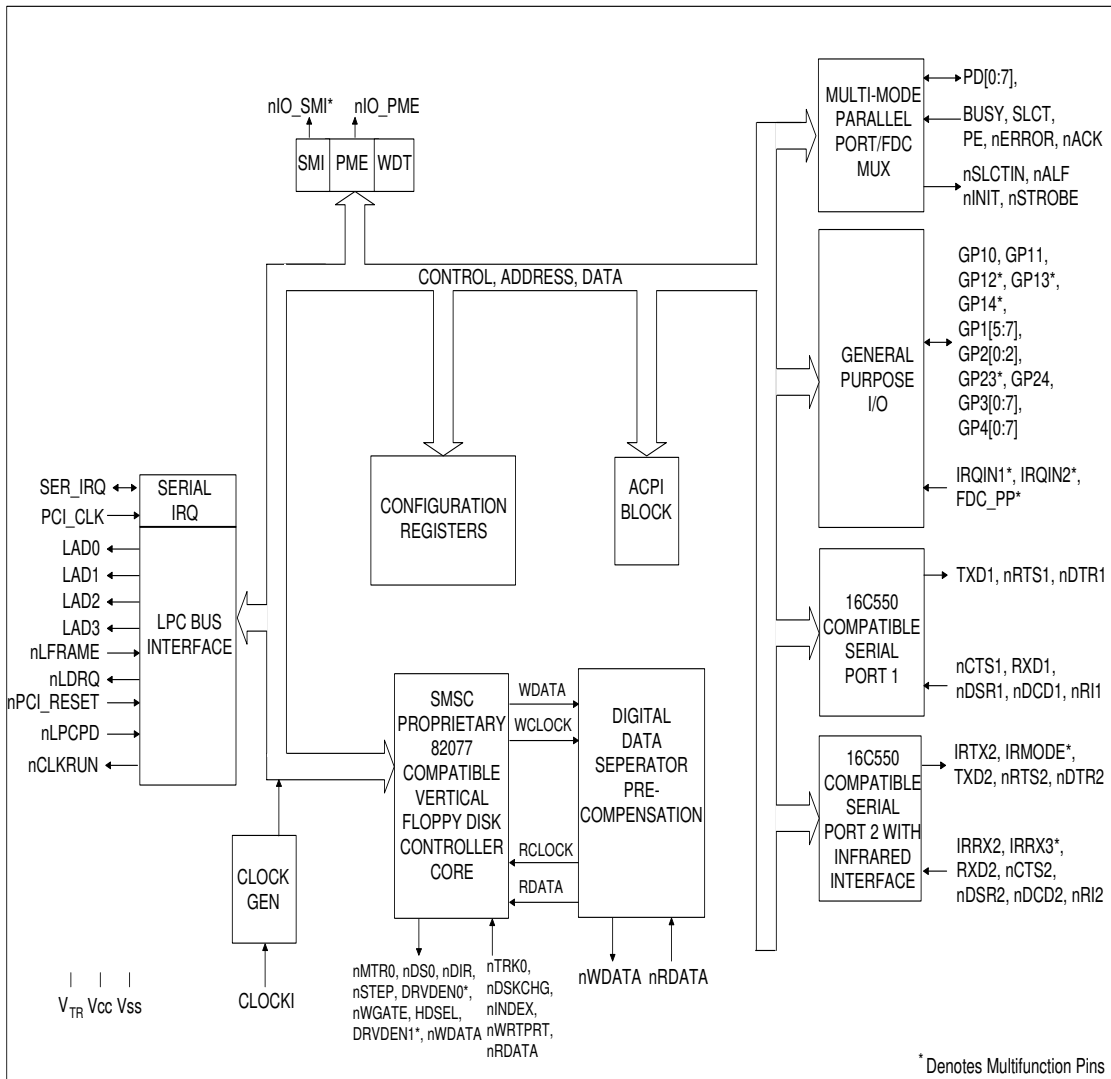 nIO_SMI*
nIO_PME
SMI
PME
WDT
CONTROL, ADDRESS, DATA
MULTI-MODE
PARALLEL
PORT/FDC
MUX
PD[0:7],
BUSY, SLCT,
PE, nERROR, nACK
nSLCTIN, nALF
nINIT, nSTROBE
GENERAL
PURPOSE
I/O
GP10, GP11,
GP12*, GP13*,
GP14*,
GP1[5:7]
GP2[0:2],
GP23*, GP24,
GP3[0:7],
GP4[0:7]
IRQIN1*, IRQIN2*,
FDC_PP*
SER_IRQ
PCI_CLK
SERIAL
IRQ
LAD0
LAD1
LAD2
LAD3
nLFRAME
nLDRQ
nPCI_RESET
nLPCPD
nCLKRUN
LPC BUS
INTERFACE
CONFIGURATION
REGISTERS
ACPI
BLOCK
16C550
COMPATIBLE
SERIAL
PORT 1
TXD1, nRTS1, nDTR1
nCTS1, RXD1,
nDSR1, nDCD1, nRI1
SMSC
PROPRIETARY
82077
COMPATIBLE
VERTICAL
FLOPPY DISK
CONTROLLER
CORE
WDATA
WCLOCK
RCLOCK
RDATA
DIGITAL
DATA
SEPERATOR
PRE-
COMPENSATION
16C550
COMPATIBLE
SERIAL
PORT 2 WITH
INFRARED
INTERFACE
IRTX2, IRMODE*,
TXD2, nRTS2, nDTR2
IRRX2, IRRX3*,
RXD2, nCTS2,
nDSR2, nDCD2, nRI2
CLOCK
GEN
CLOCKI
nMTR0, nDS0, nDIR,
nSTEP, DRVDEN0*,
nWGATE, HDSEL,
DRVDEN1*, nWDATA
nTRK0,
nDSKCHG,
nINDEX,
nWRTPRT,
nRDATA
nWDATA
nRDATA
VTR Vcc Vss
* Denotes Multifunction Pins